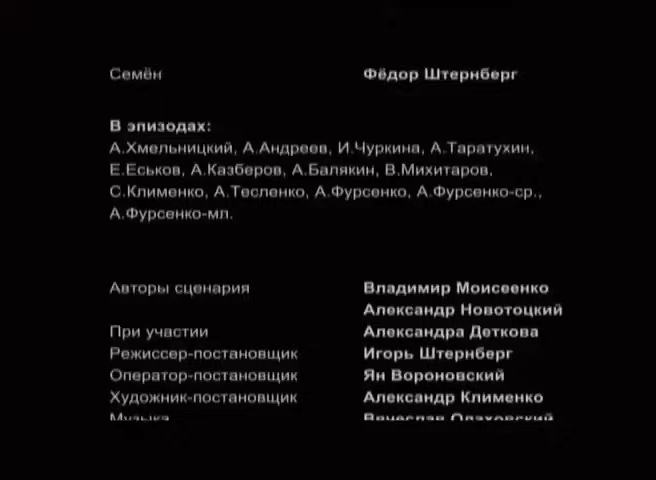 Семён Фёдор Штернберг
В эпизодах:
А.Хмельницкий, А.Андреев, И.Чуркина, А.Таратухин,
Е.Еськов, А.Казберов, А.Балякин, В.Михитаров,
С.Клименко, А.Тесленко, А.Фурсенко, А.Фурсенко-ср.,
А.Фурсенко-мл.
Авторы сценария Владимир Моисеенко
Александр Новотоцкий
При участии Александра Деткова
Режиссер-постановщик Игорь Штернберг
Оператор-постановщик Ян Вороновский
Художник-постановщик Александр Клименко
Музыка Вячеслав